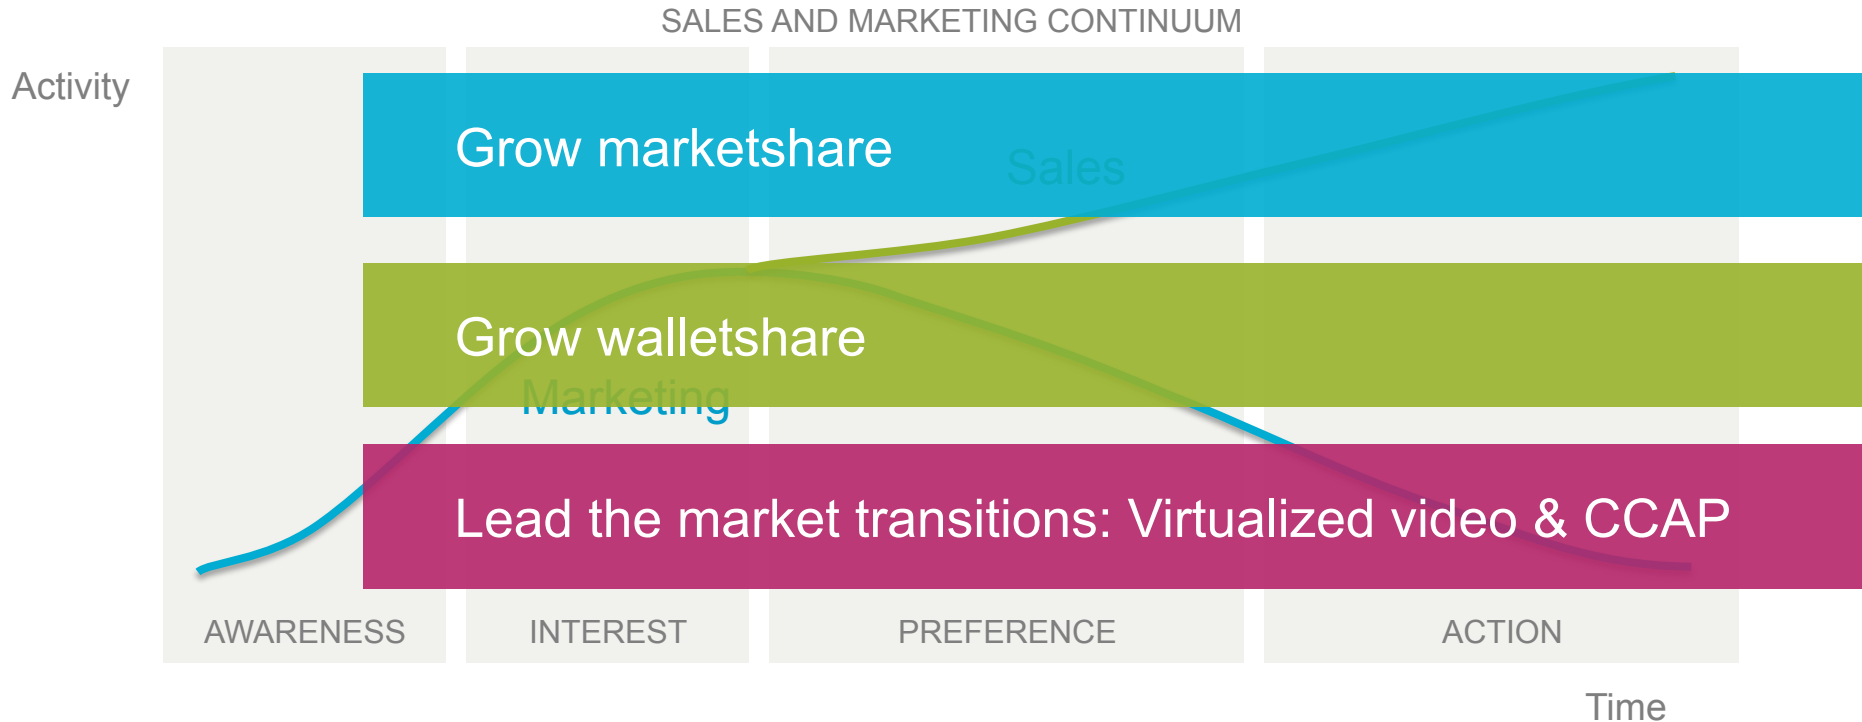 SALES AND MARKETING CONTINUUM
Activity
Grow marketshare
Sales
Grow walletshare
Marketing
Lead the market transitions: Virtualized video & CCAP
AWARENESS
INTEREST
PREFERENCE
ACTION
Time